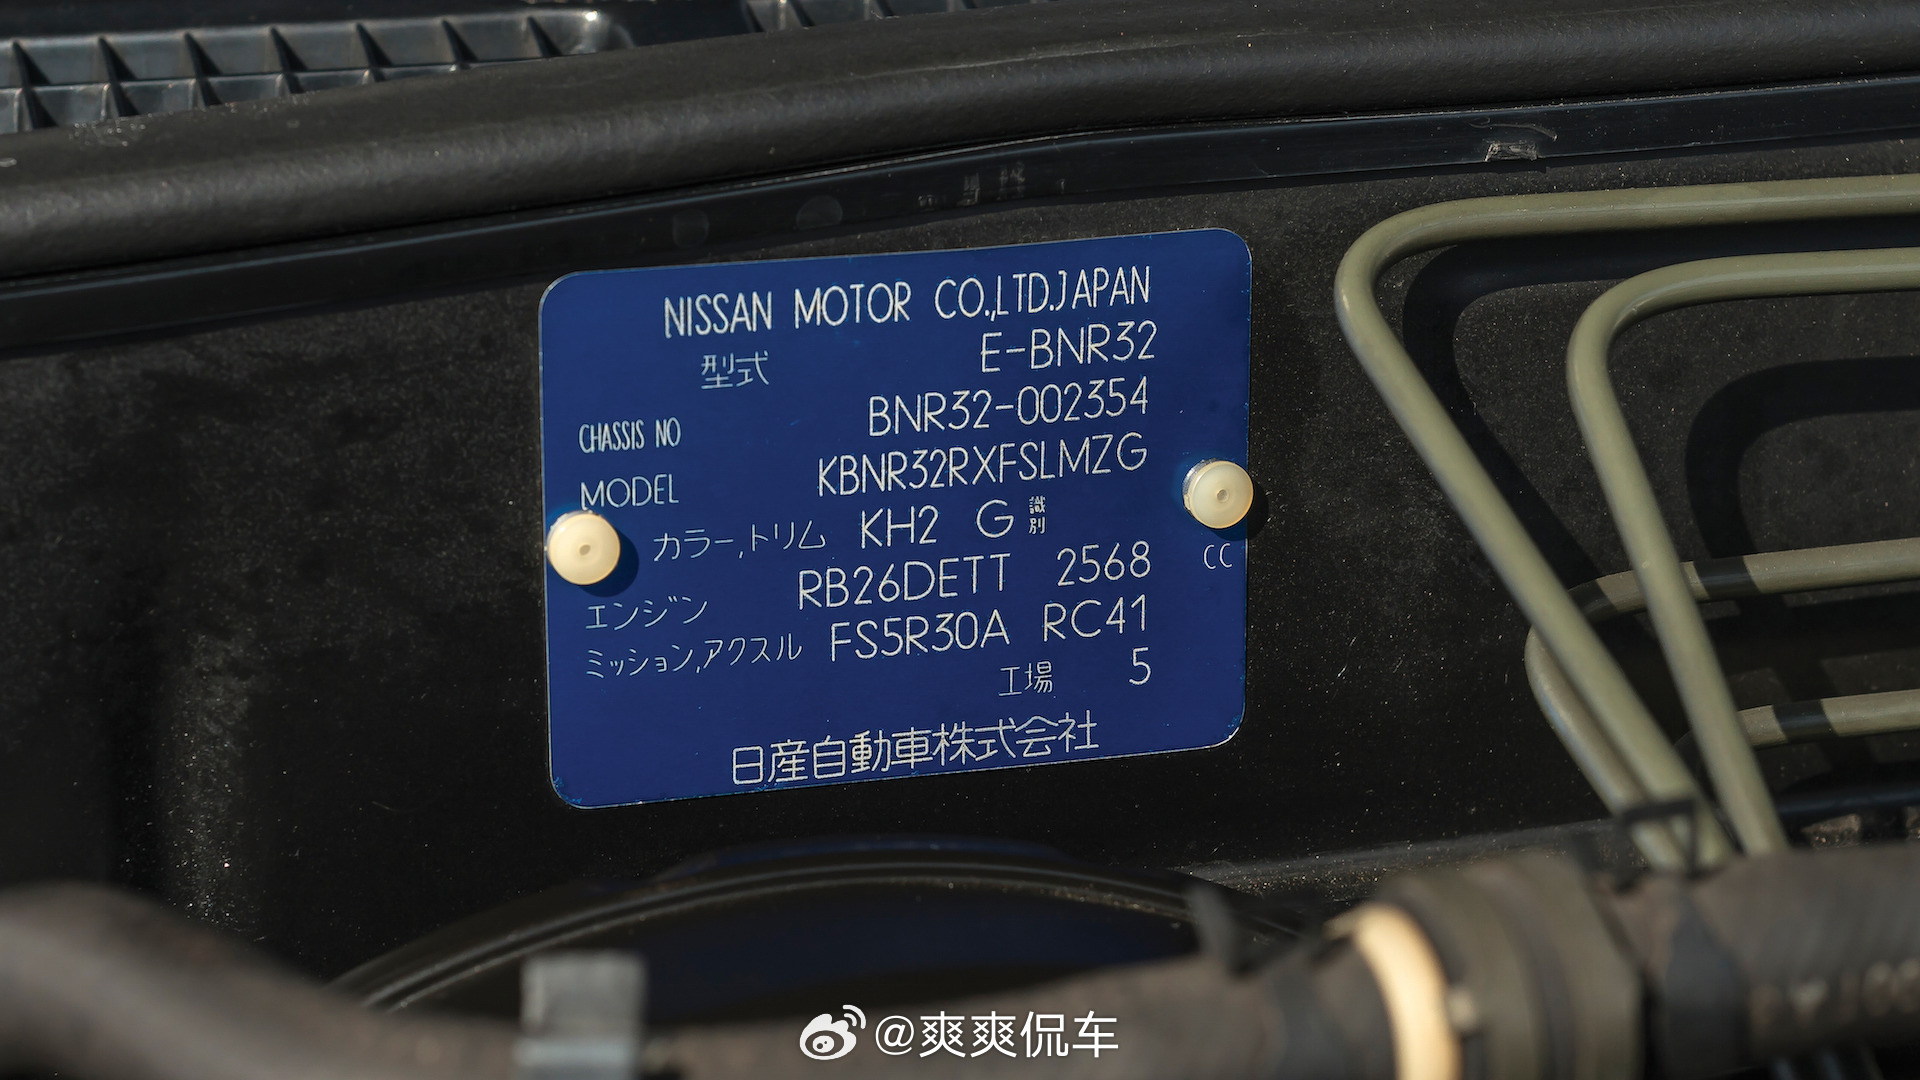 NISSAN MOTOR CO.,LTD.JAPAN
型式 E-BNR32
CHASSIS NO BNR32-002354
MODEL KBNR32RXFSLMZG
カラー,トリム KH2 G 識別
エンジン RB26DETT 2568 CC
ミッション,アクスル FS5R30A RC41
工場 5
日産自動車株式会社
@爽爽侃车